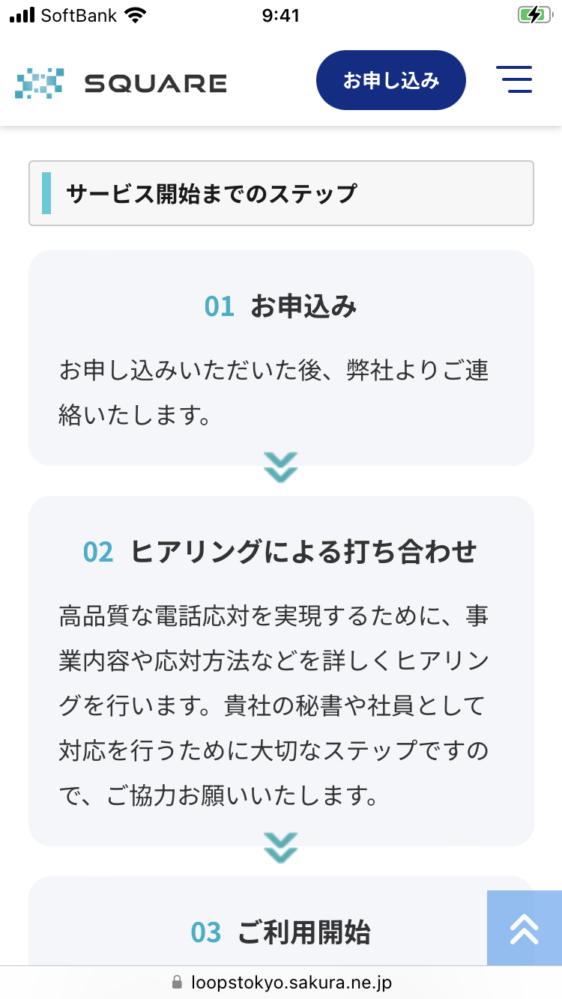 SoftBank 9:41
SQUARE お申し込み
サービス開始までのステップ
01 お申込み
お申し込みいただいた後、弊社よりご連
絡いたします。
02 ヒアリングによる打ち合わせ
高品質な電話応対を実現するために、事
業内容や応対方法などを詳しくヒアリン
グを行います。貴社の秘書や社員として
対応を行うために大切なステップですの
で、ご協力お願いいたします。
03 ご利用開始
loopstokyo.sakura.ne.jp